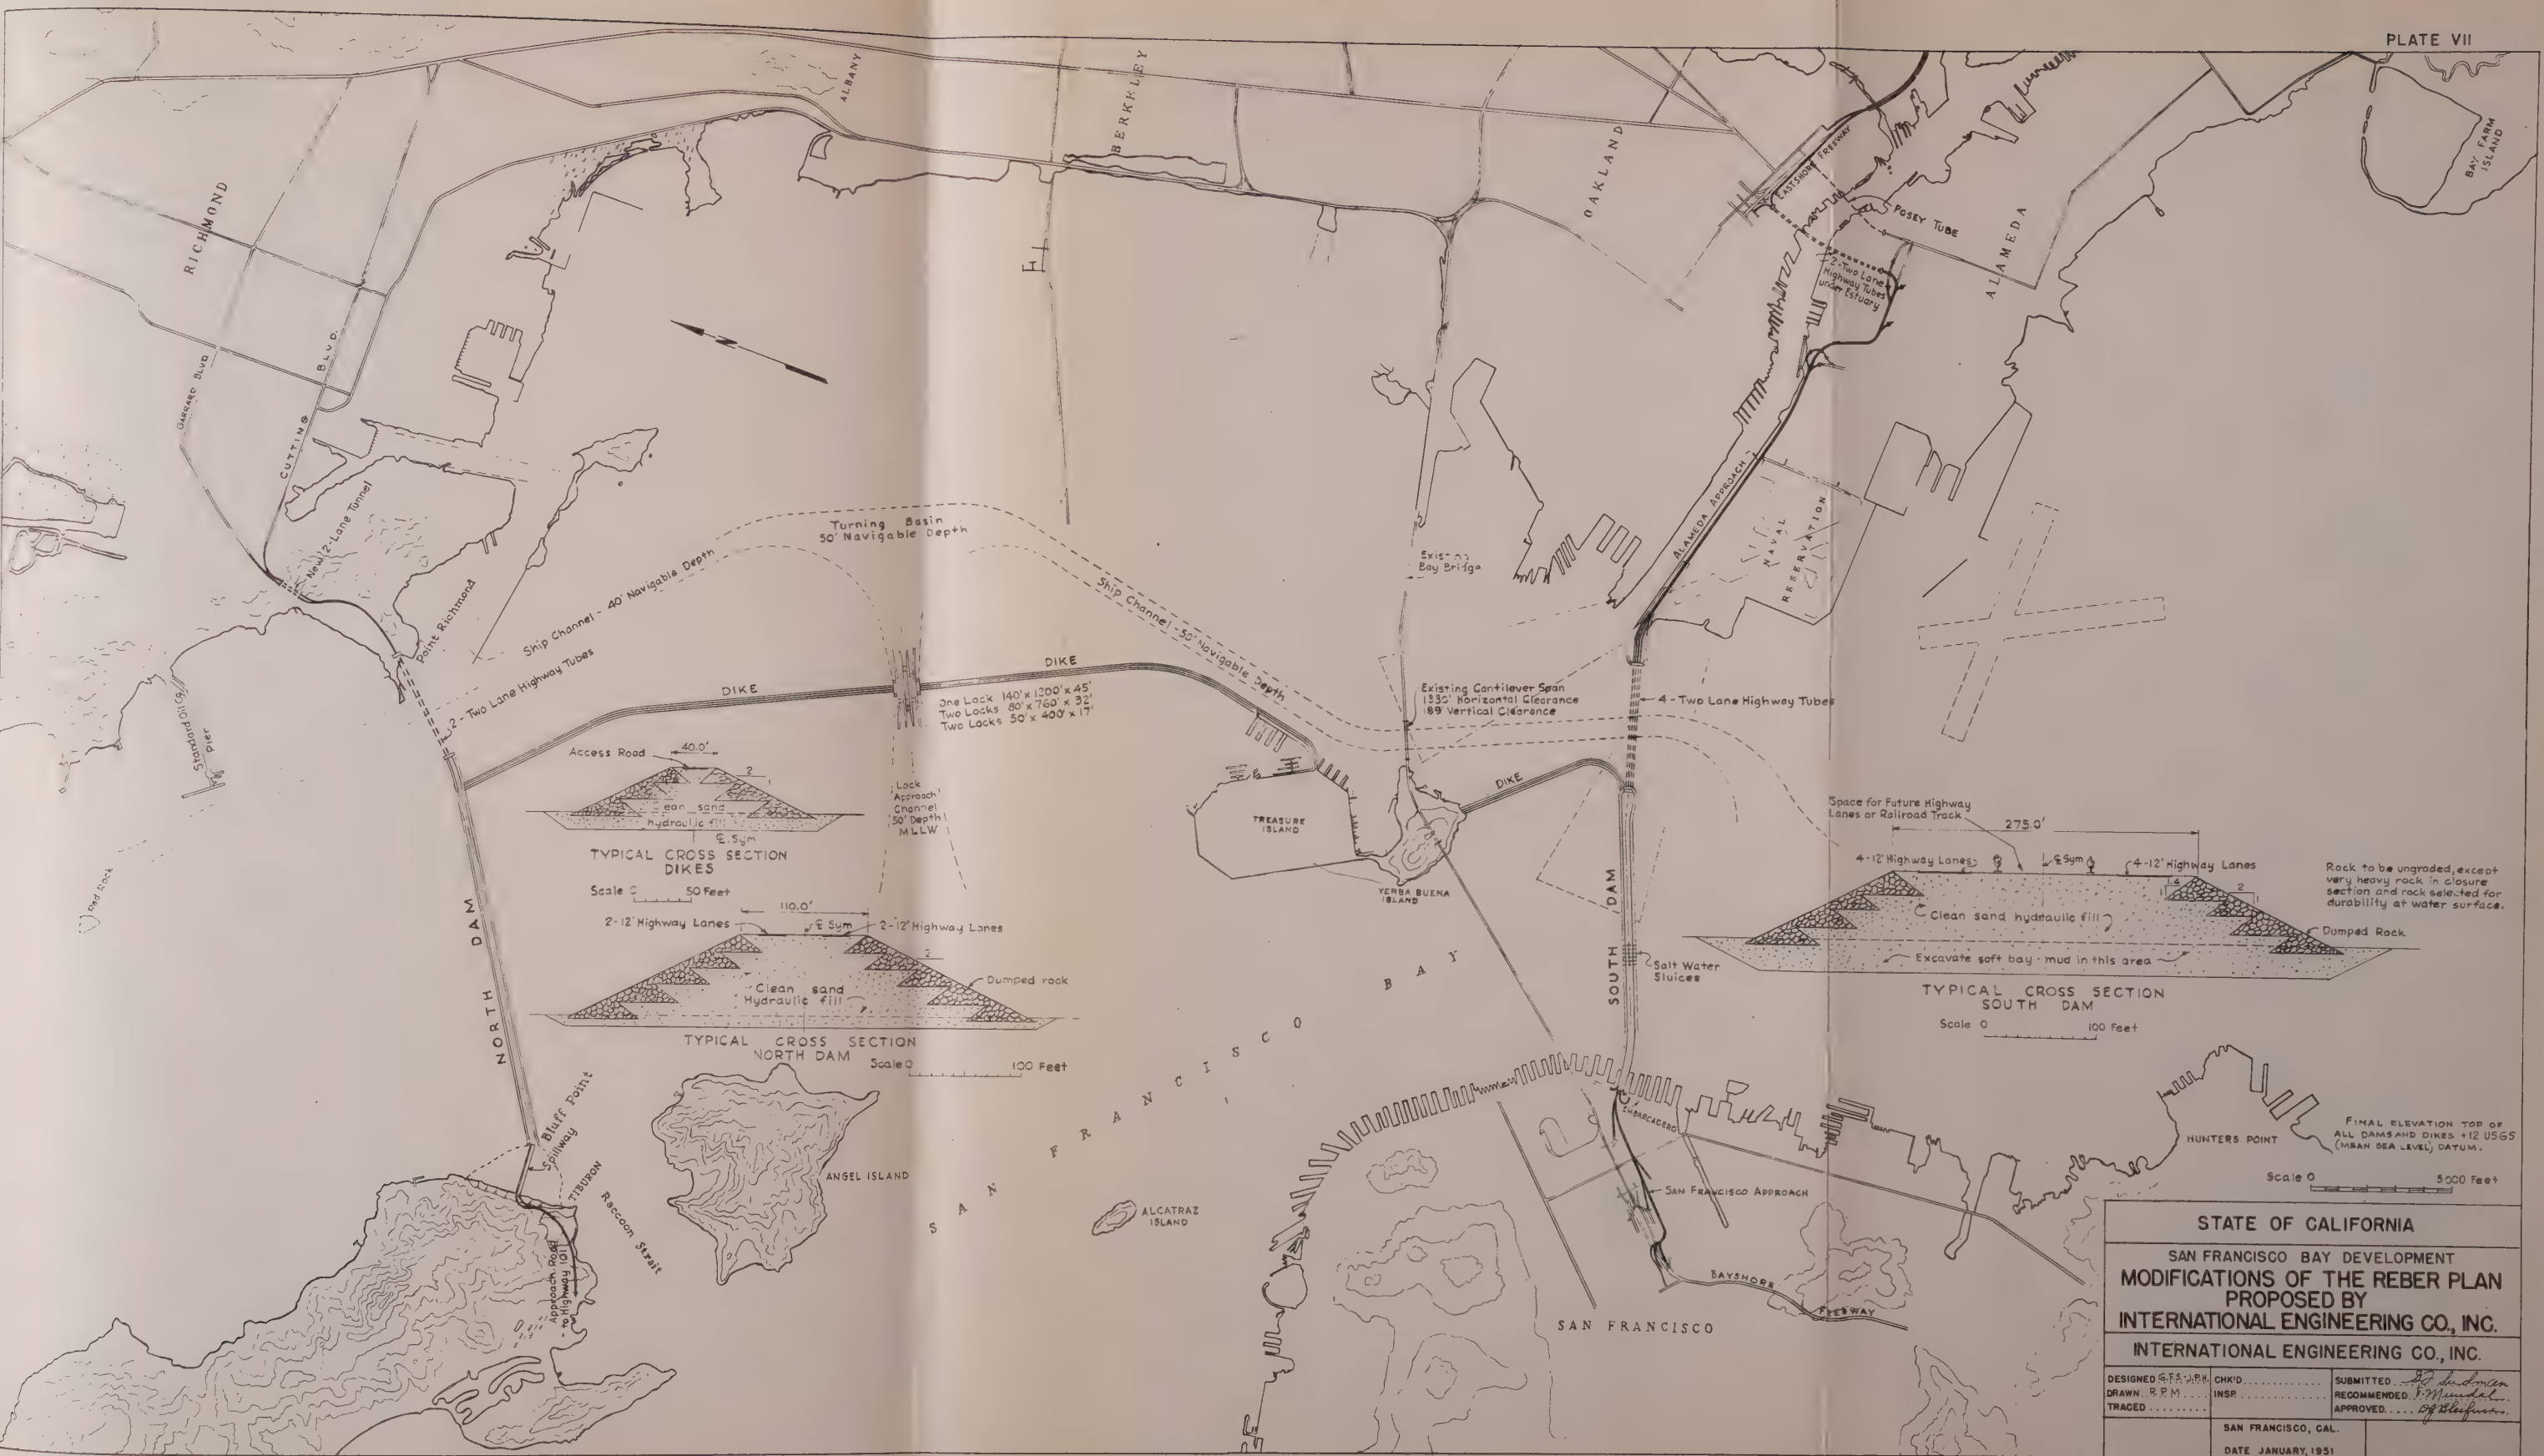 PLATE VII
RICHMOND
ALBANY
BERKELEY
OAKLAND
EASTSHORE FREEWAY
POSEY TUBE
2-Two Lane
Highway Tubes
under Estuary
ALAMEDA
BAY FARM
ISLAND
GARRARD BLVD
CUTTING BLVD.
N
New 2-Lane Tunnel
Point Richmond
Standard Oil Co's
Pier
Red Rock
Ship Channel - 40' Navigable Depth
Turning Basin
50' Navigable Depth
Ship Channel - 50' Navigable Depth
2-Two Lane Highway Tubes
DIKE
DIKE
One Lock 140' x 1200' x 45'
Two Locks 80' x 760' x 32'
Two Locks 50' x 400' x 17'
Lock
Approach
Channel
50' Depth
MLLW
Existing
Bay Bridge
Existing Cantilever Span
1330' Horizontal Clearance
189' Vertical Clearance
ALAMEDA APPROACH
NAVAL
RESERVATION
4-Two Lane Highway Tubes
DIKE
TREASURE
ISLAND
YERBA BUENA
ISLAND
SOUTH DAM
Salt Water
Sluices
Access Road
40.0'
2
1
Clean sand
hydraulic fill
℄ Sym
TYPICAL CROSS SECTION
DIKES
Scale 0 50 Feet
110.0'
2-12' Highway Lanes
℄ Sym
2-12' Highway Lanes
2
Clean sand
Hydraulic fill
Dumped rock
TYPICAL CROSS SECTION
NORTH DAM
Scale 0 100 Feet
NORTH DAM
Space for Future Highway
Lanes or Railroad Track
275.0'
4-12' Highway Lanes
℄ Sym
4-12' Highway Lanes
1.4
1
2
1
Clean sand hydraulic fill
Dumped Rock
Excavate soft bay-mud in this area
Rock to be ungraded, except
very heavy rock in closure
section and rock selected for
durability at water surface.
TYPICAL CROSS SECTION
SOUTH DAM
Scale 0 100 Feet
Bluff Point
Spillway
TIBURON
Raccoon Strait
Approach Road
to Highway 101
ANGEL ISLAND
ALCATRAZ
ISLAND
SAN FRANCISCO BAY
EMBARCADERO
SAN FRANCISCO APPROACH
BAYSHORE FREEWAY
SAN FRANCISCO
HUNTERS POINT
FINAL ELEVATION TOP OF
ALL DAMS AND DIKES +12 USGS
(MEAN SEA LEVEL) DATUM.
Scale 0 5000 Feet
STATE OF CALIFORNIA
SAN FRANCISCO BAY DEVELOPMENT
MODIFICATIONS OF THE REBER PLAN
PROPOSED BY
INTERNATIONAL ENGINEERING CO., INC.
INTERNATIONAL ENGINEERING CO., INC.
DESIGNED G.F.S.-J.P.H. CHK'D.......... SUBMITTED
DRAWN. R P M INSP. .......... RECOMMENDED
TRACED .......... APPROVED.....
SAN FRANCISCO, CAL.
DATE JANUARY, 1951